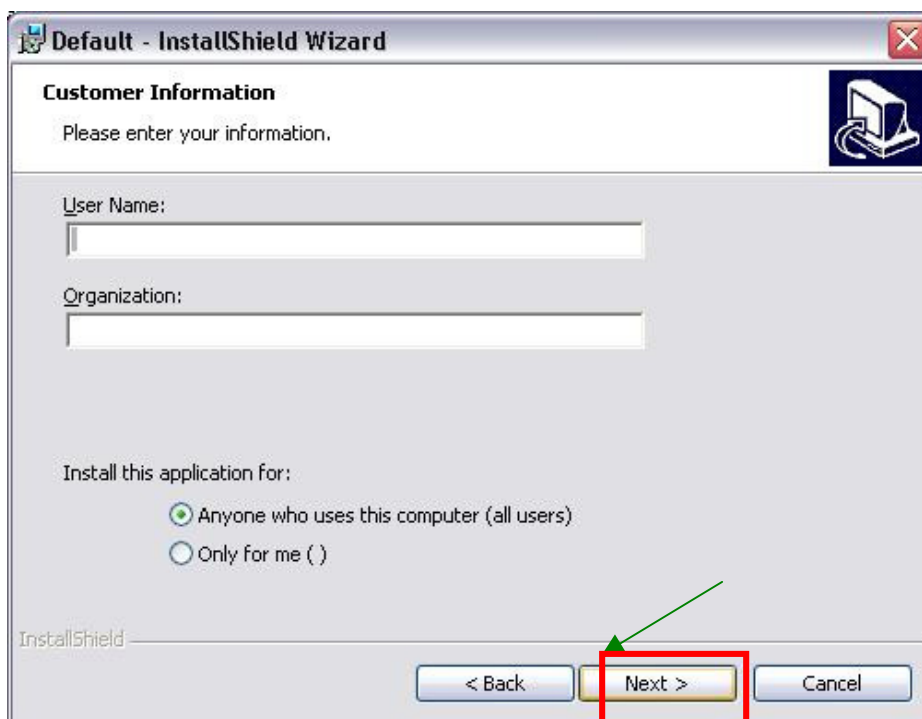 Default - InstallShield Wizard
Customer Information
Please enter your information.
User Name:
Organization:
Install this application for:
Anyone who uses this computer (all users)
Only for me ( )
InstallShield
< Back Next > Cancel